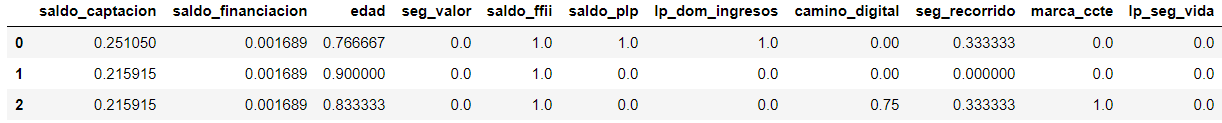 saldo_captacion saldo_financiacion edad seg_valor saldo_ffii saldo_plp lp_dom_ingresos camino_digital seg_recorrido marca_ccte lp_seg_vida
0 0.251050 0.001689 0.766667 0.0 1.0 1.0 1.0 0.00 0.333333 0.0 0.0
1 0.215915 0.001689 0.900000 0.0 1.0 0.0 0.0 0.00 0.000000 0.0 0.0
2 0.215915 0.001689 0.833333 0.0 1.0 0.0 0.0 0.75 0.333333 1.0 0.0